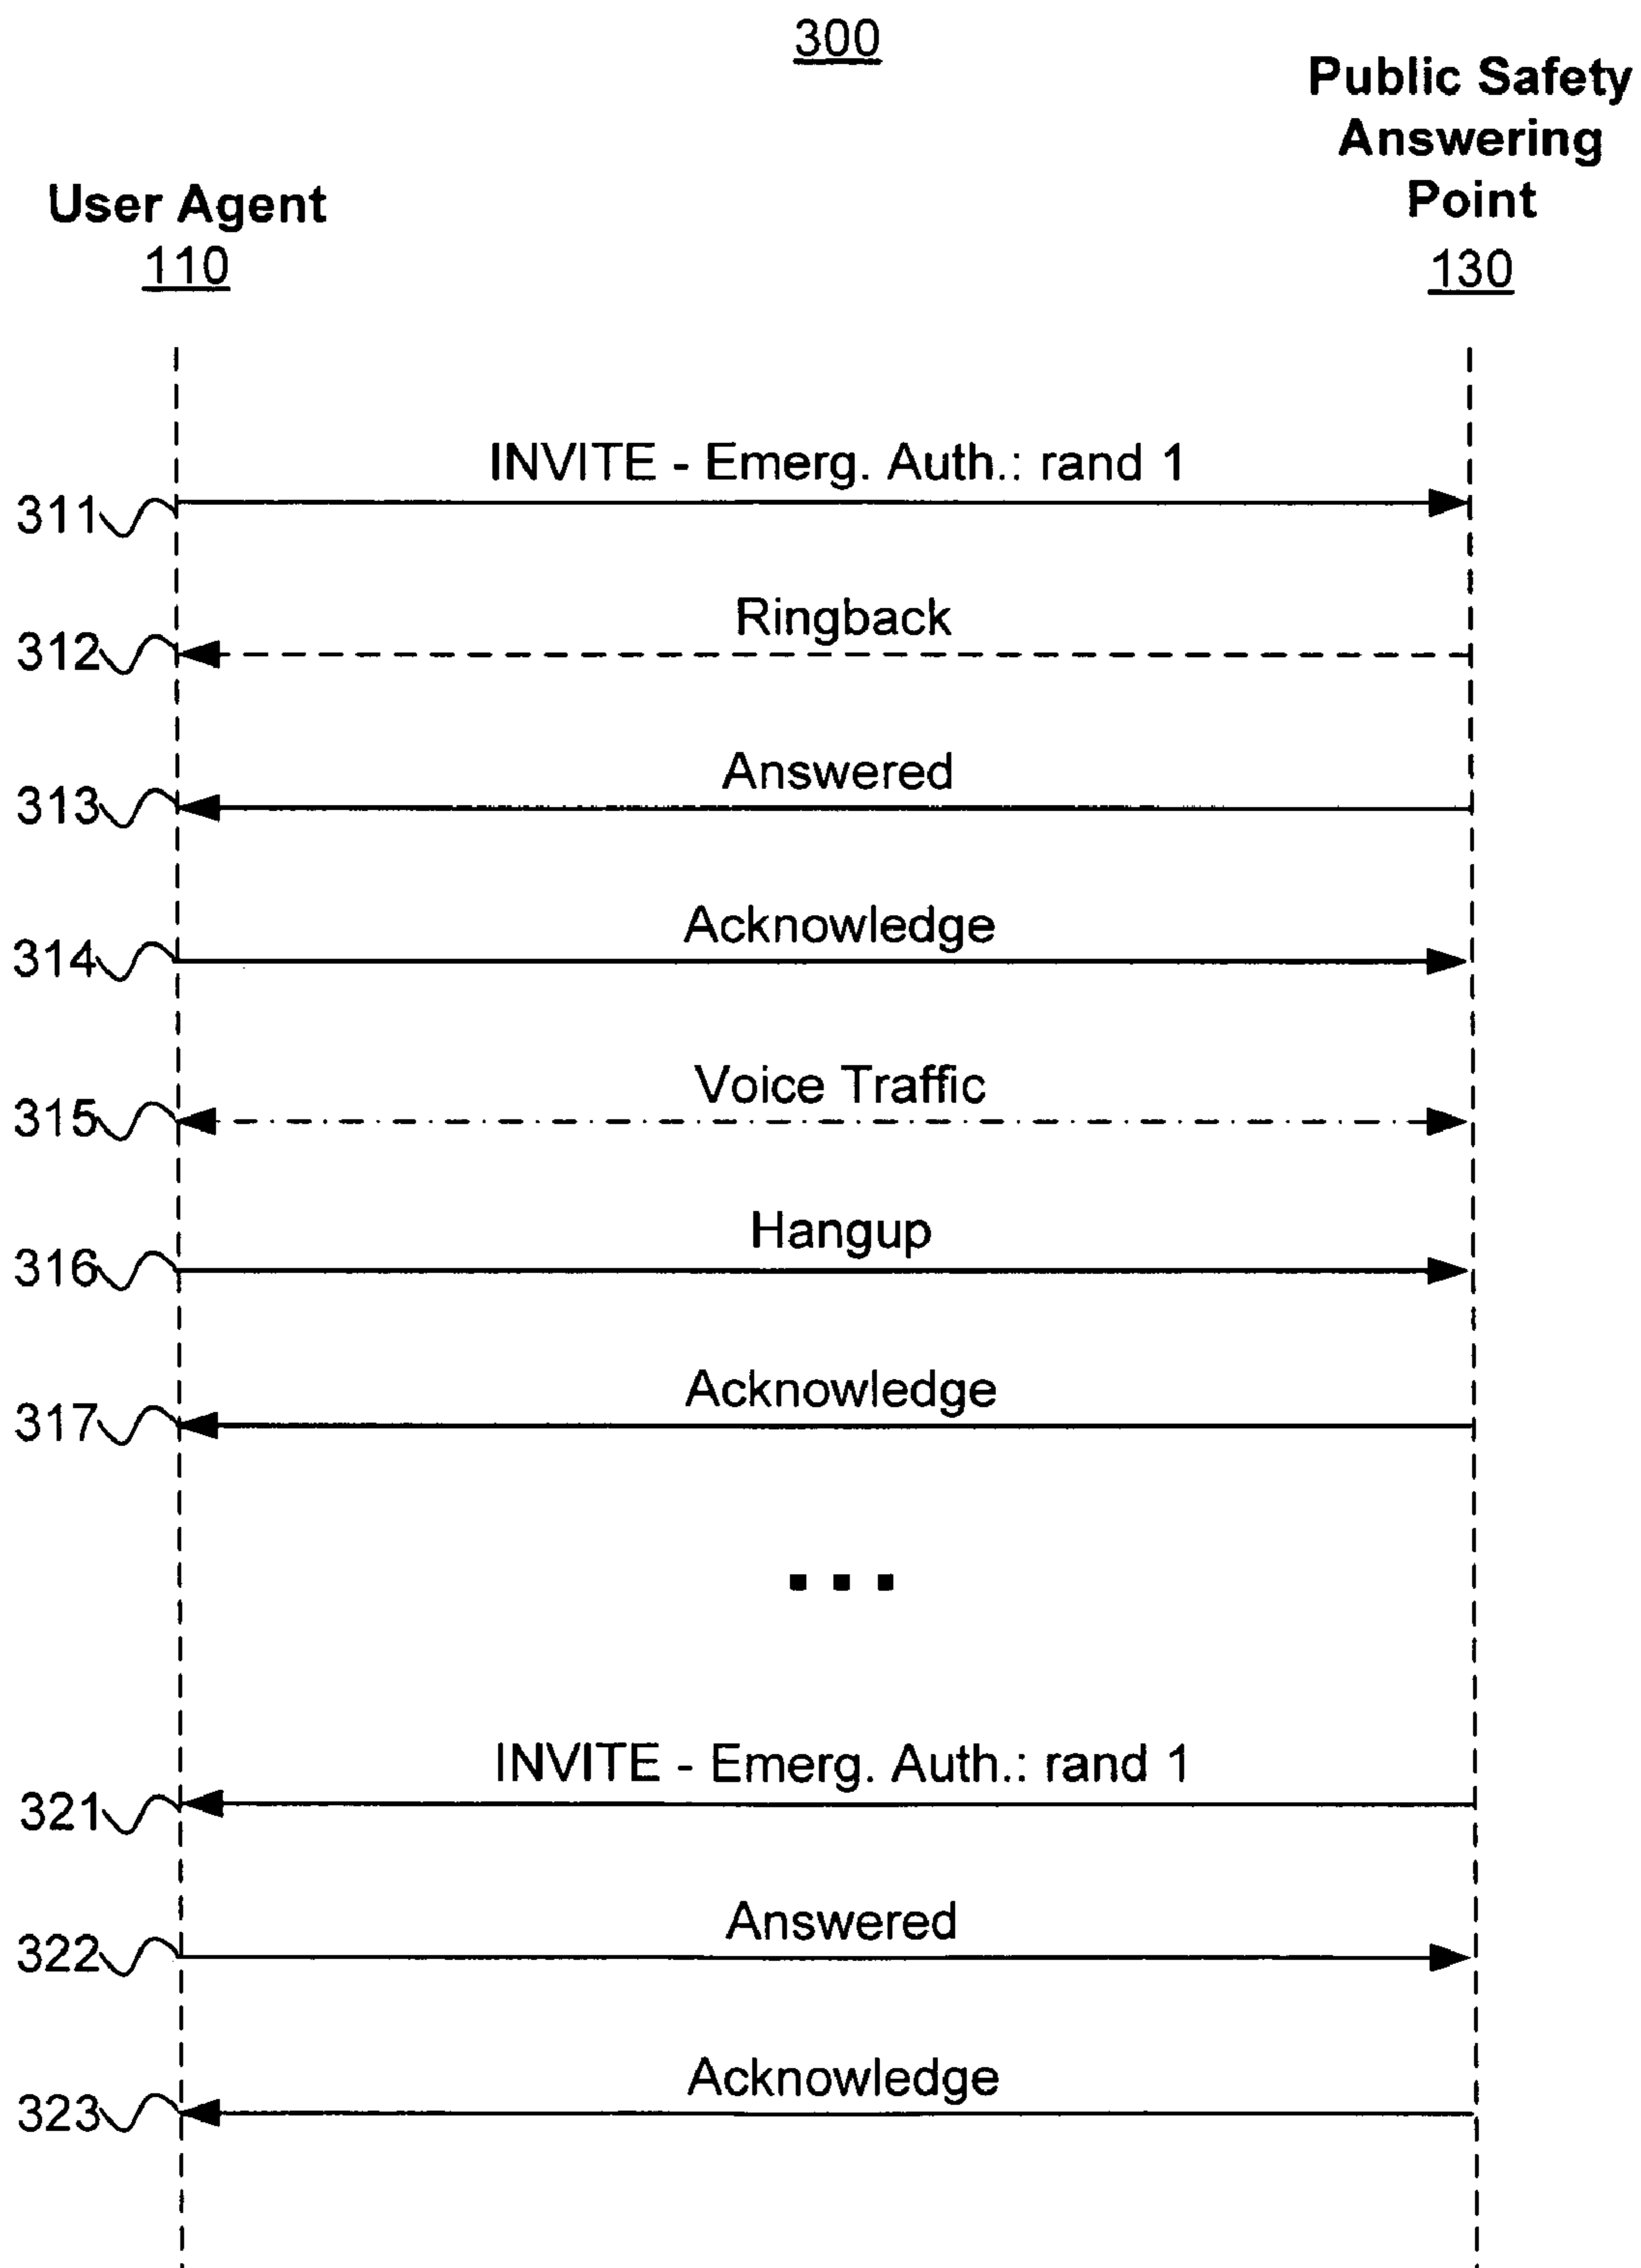 300
Public Safety
Answering
Point
130
User Agent
110
INVITE - Emerg. Auth.: rand 1
311
Ringback
312
Answered
313
Acknowledge
314
Voice Traffic
315
Hangup
316
Acknowledge
317
...
INVITE - Emerg. Auth.: rand 1
321
Answered
322
Acknowledge
323